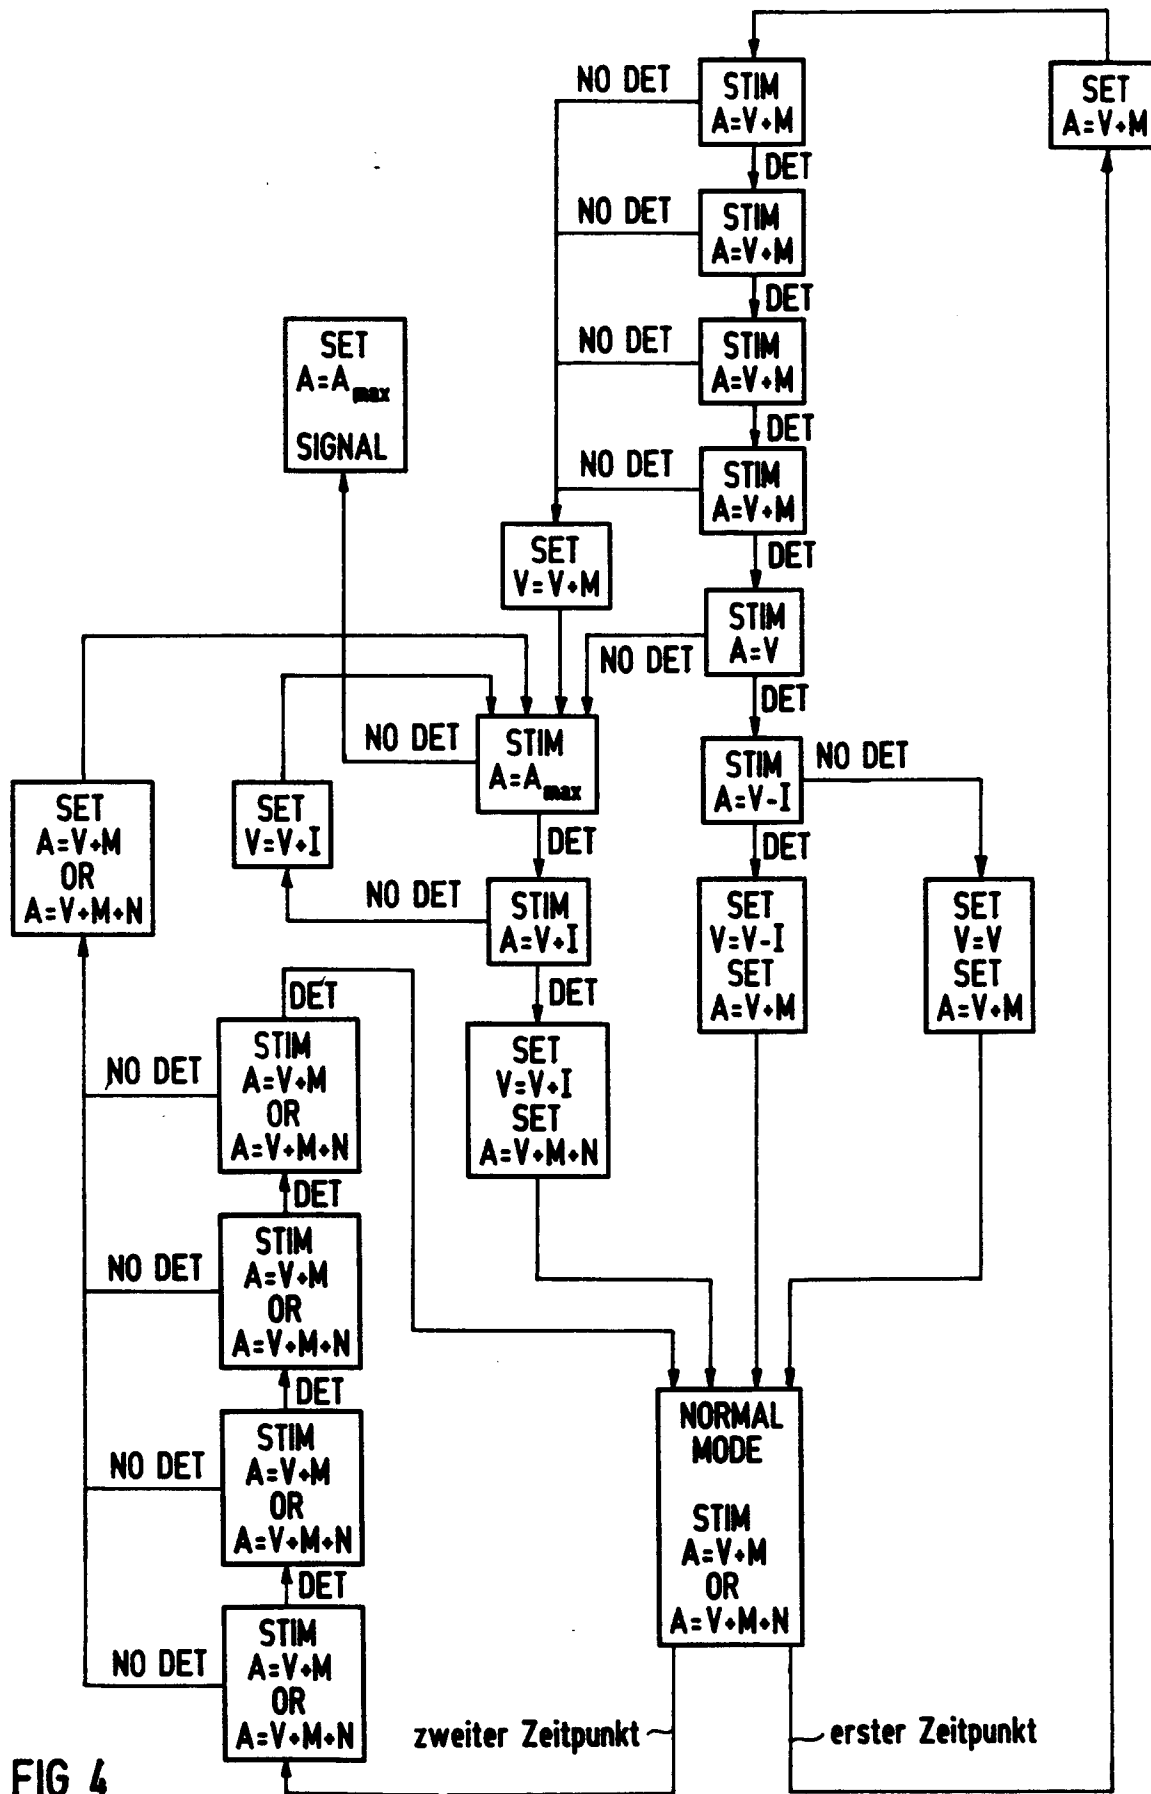 NO DET
STIM
A=V+M
SET
A=V+M
DET
NO DET
STIM
A=V+M
DET
NO DET
STIM
A=V+M
DET
NO DET
STIM
A=V+M
DET
SET
A=Amax
SIGNAL
SET
V=V+M
STIM
A=V
NO DET
DET
NO DET
STIM
A=Amax
STIM
A=V-I
NO DET
SET
A=V+M
OR
A=V+M+N
SET
V=V+I
DET
DET
NO DET
STIM
A=V+I
SET
V=V-I
SET
A=V+M
SET
V=V
SET
A=V+M
DET
DET
NO DET
STIM
A=V+M
OR
A=V+M+N
SET
V=V+I
SET
A=V+M+N
DET
NO DET
STIM
A=V+M
OR
A=V+M+N
DET
NO DET
STIM
A=V+M
OR
A=V+M+N
NORMAL
MODE
STIM
A=V+M
OR
A=V+M+N
DET
NO DET
STIM
A=V+M
OR
A=V+M+N
zweiter Zeitpunkt
erster Zeitpunkt
FIG 4